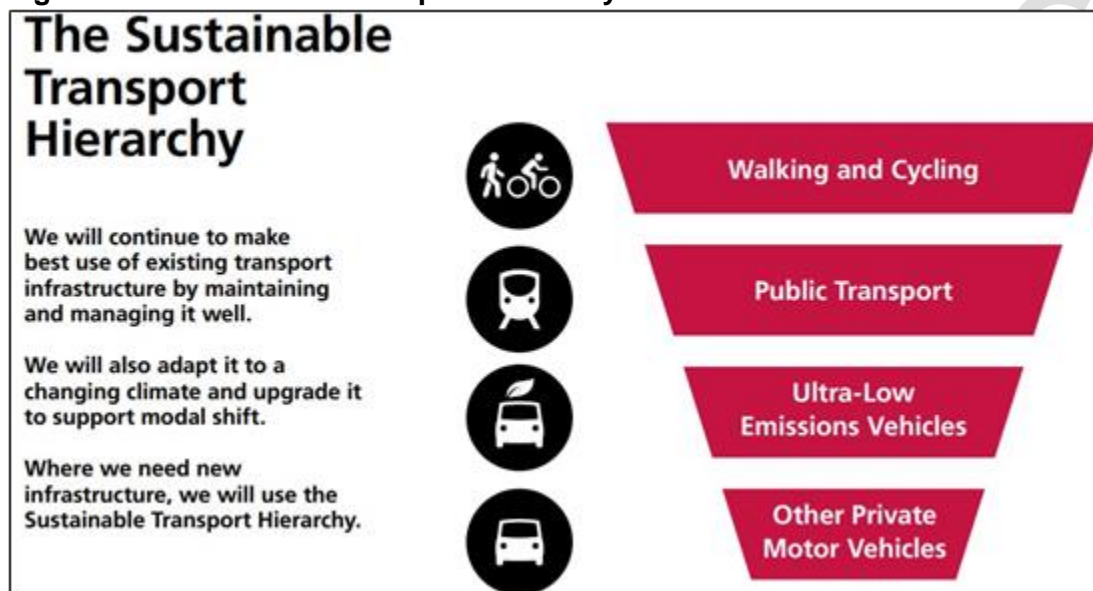 The Sustainable
Transport
Hierarchy
We will continue to make
best use of existing transport
infrastructure by maintaining
and managing it well.
We will also adapt it to a
changing climate and upgrade it
to support modal shift.
Where we need new
infrastructure, we will use the
Sustainable Transport Hierarchy.
Walking and Cycling
Public Transport
Ultra-Low
Emissions Vehicles
Other Private
Motor Vehicles